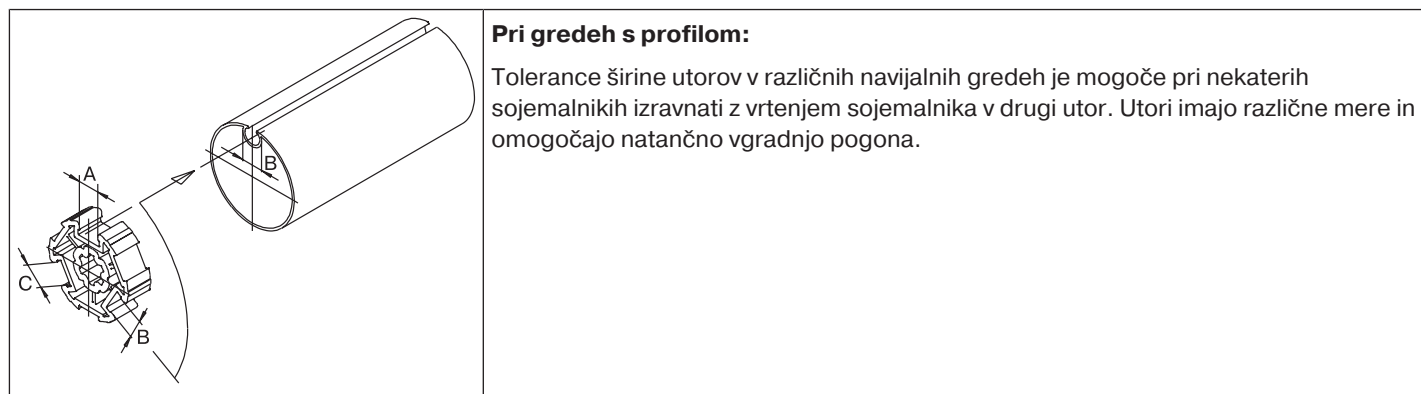 Pri gredeh s profilom:
Tolerance širine utorov v različnih navijalnih gredeh je mogoče pri nekaterih
sojemalnikih izravnati z vrtenjem sojemalnika v drugi utor. Utori imajo različne mere in
omogočajo natančno vgradnjo pogona.
B
A
C
B